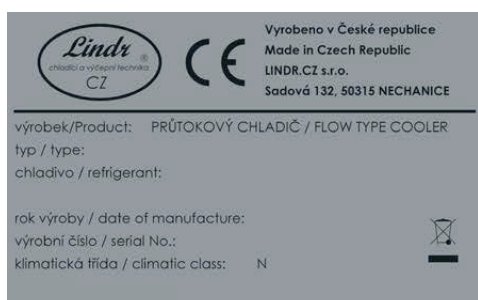 Lindr ®
chladící a výčepní technika
CZ
CE
Vyrobeno v České republice
Made in Czech Republic
LINDR.CZ s.r.o.
Sadová 132, 50315 NECHANICE
výrobek/Product: PRŮTOKOVÝ CHLADIČ / FLOW TYPE COOLER
typ / type:
chladivo / refrigerant:
rok výroby / date of manufacture:
výrobní číslo / serial No.:
klimatická třída / climatic class: N